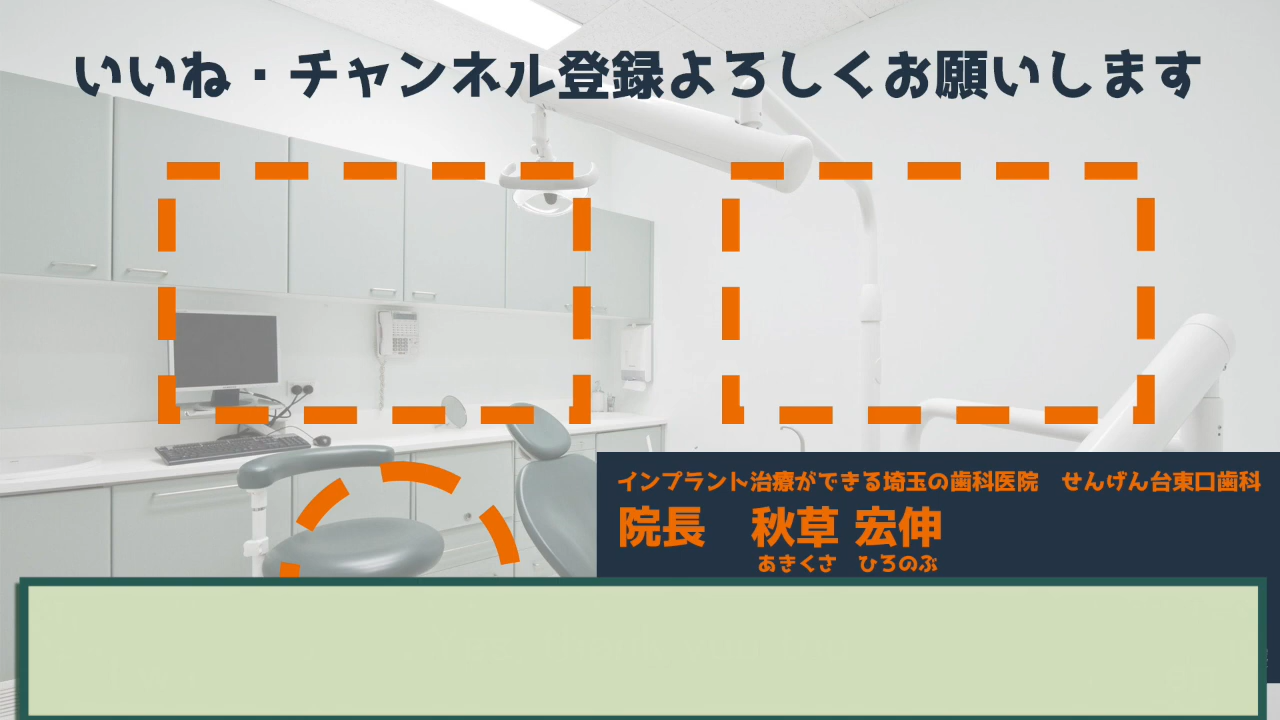 いいね・チャンネル登録よろしくお願いします
インプラント治療ができる埼玉の歯科医院　せんげん台東口歯科
院長　秋草 宏伸
あきくさ　ひろのぶ